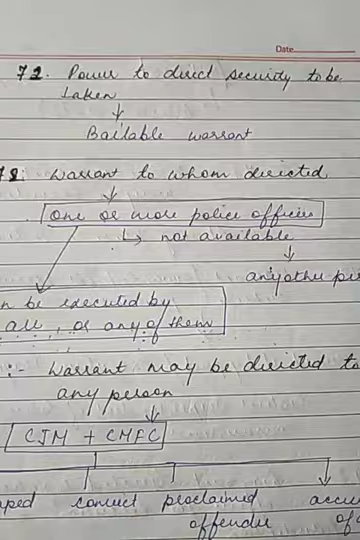 Date
72. Power to direct security to be
taken
Bailable warrant
78: Warrant to whom directed
One or more police officer
not available
any other pe
n be executed by
all, or any of them
:- Warrant may be directed to
any person
CJM + CMFC
aped convict proclaimed accu
offender of